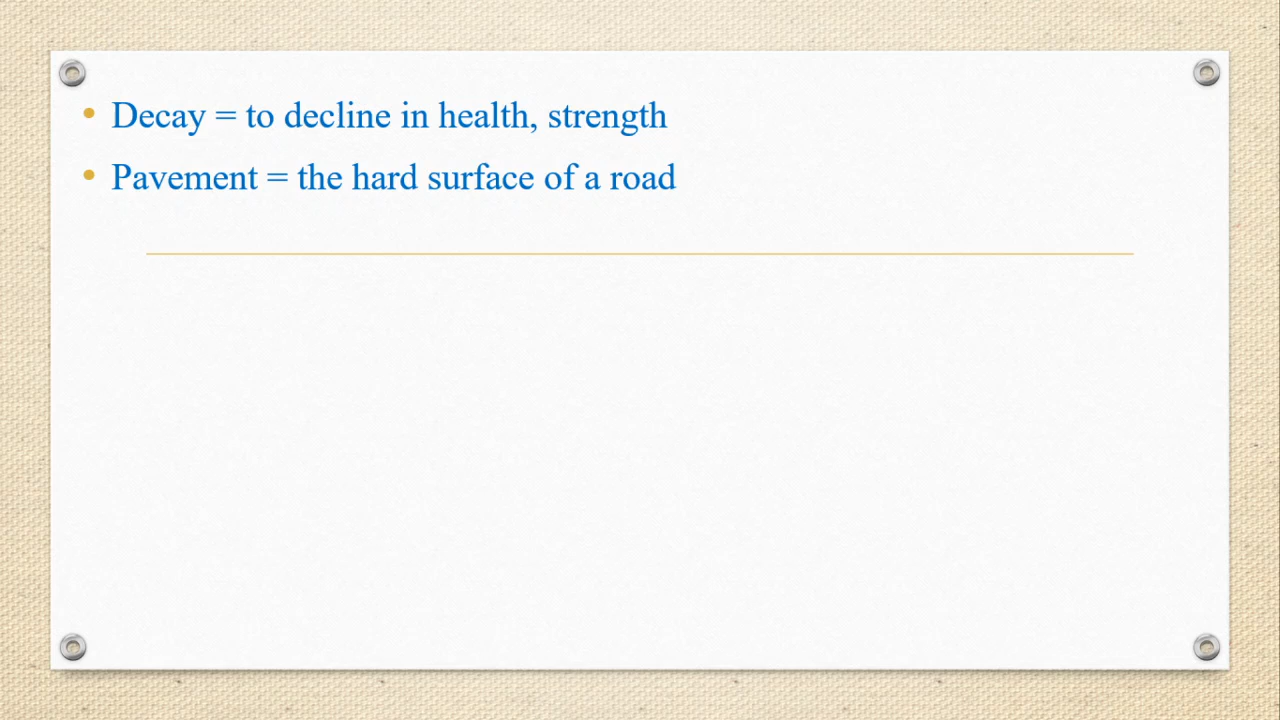 • Decay = to decline in health, strength
• Pavement = the hard surface of a road